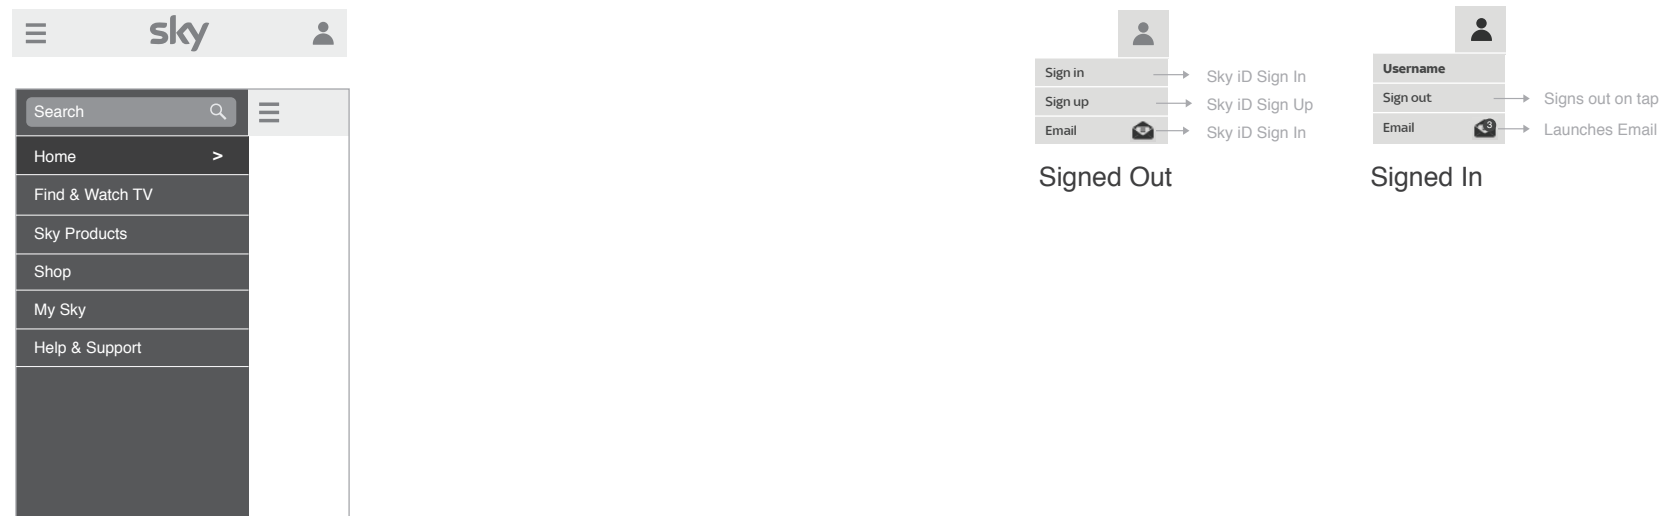 sky
Search
Home >
Find & Watch TV
Sky Products
Shop
My Sky
Help & Support
Sign in
Sky iD Sign In
Sign up
Sky iD Sign Up
Email
Sky iD Sign In
Signed Out
Username
Sign out
Signs out on tap
Email 3
Launches Email
Signed In